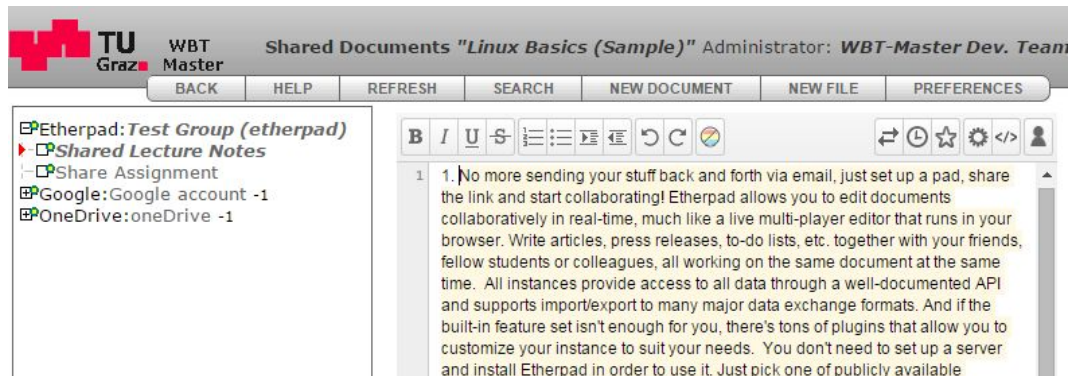 TU
Graz
WBT
Master
Shared Documents "Linux Basics (Sample)" Administrator: WBT-Master Dev. Team
BACK HELP REFRESH SEARCH NEW DOCUMENT NEW FILE PREFERENCES
Etherpad:Test Group (etherpad)
Shared Lecture Notes
Share Assignment
Google:Google account -1
OneDrive:oneDrive -1
B I U S </>
1 1. No more sending your stuff back and forth via email, just set up a pad, share
the link and start collaborating! Etherpad allows you to edit documents
collaboratively in real-time, much like a live multi-player editor that runs in your
browser. Write articles, press releases, to-do lists, etc. together with your friends,
fellow students or colleagues, all working on the same document at the same
time. All instances provide access to all data through a well-documented API
and supports import/export to many major data exchange formats. And if the
built-in feature set isn't enough for you, there's tons of plugins that allow you to
customize your instance to suit your needs. You don't need to set up a server
and install Etherpad in order to use it. Just pick one of publicly available